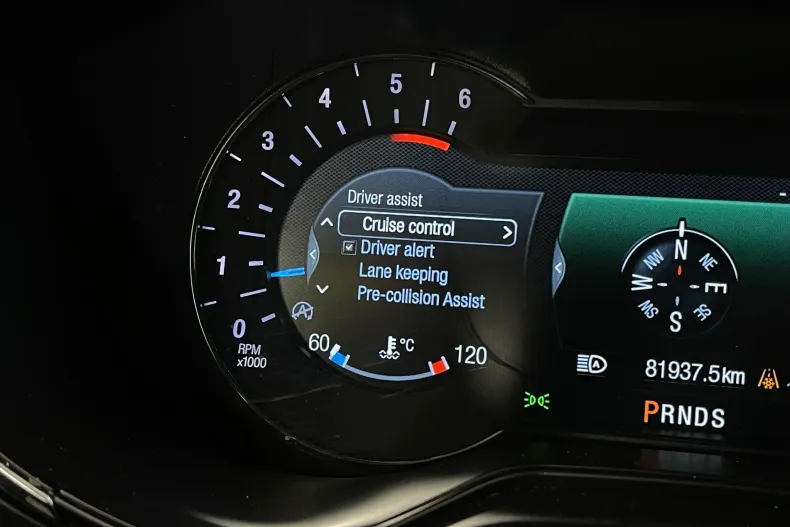 5
4
6
3
2
1
0
RPM
x1000
Driver assist
Cruise control
Driver alert
Lane keeping
Pre-collision Assist
60
°C
120
N
NE
E
SE
S
SW
W
NW
A
81937.5km
PRNDS
A